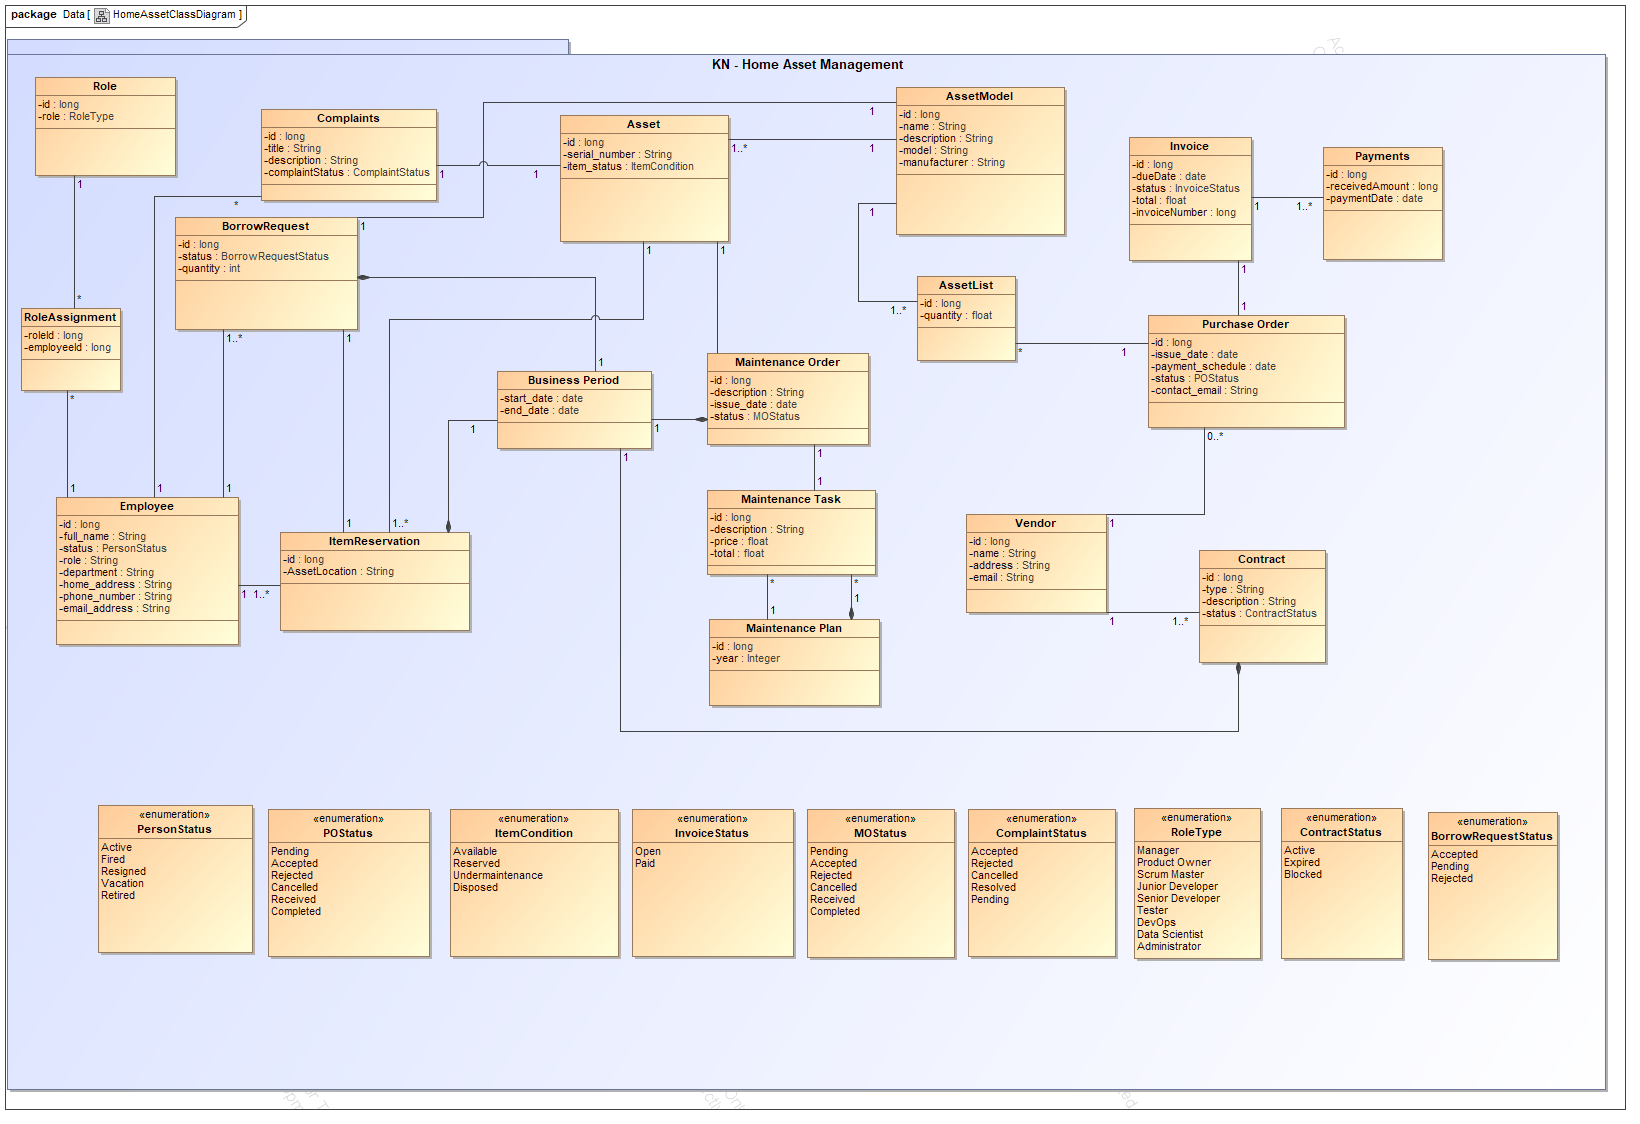 package Data [ HomeAssetClassDiagram ]
KN - Home Asset Management
Role
-id : long
-role : RoleType
1
*
Complaints
-id : long
-title : String
-description : String
-complaintStatus : ComplaintStatus
1
1
*
Asset
-id : long
-serial_number : String
-item_status : ItemCondition
1..*
1
1
1
AssetModel
-id : long
-name : String
-description : String
-model : String
-manufacturer : String
1
1
Invoice
-id : long
-dueDate : date
-status : InvoiceStatus
-total : float
-invoiceNumber : long
1
1..*
1
1
Payments
-id : long
-receivedAmount : long
-paymentDate : date
BorrowRequest
-id : long
-status : BorrowRequestStatus
-quantity : int
1
1..*
1
1
AssetList
-id : long
-quantity : float
1..*
*
1
RoleAssignment
-roleId : long
-employeeId : long
*
1
Purchase Order
-id : long
-issue_date : date
-payment_schedule : date
-status : POStatus
-contact_email : String
0..*
Business Period
-start_date : date
-end_date : date
1
1
1
Maintenance Order
-id : long
-description : String
-issue_date : date
-status : MOStatus
1
1
Employee
-id : long
-full_name : String
-status : PersonStatus
-role : String
-department : String
-home_address : String
-phone_number : String
-email_address : String
1
1
1
1..*
ItemReservation
-id : long
-AssetLocation : String
1
1..*
Maintenance Task
-id : long
-description : String
-price : float
-total : float
*
*
1
1
Maintenance Plan
-id : long
-year : Integer
Vendor
-id : long
-name : String
-address : String
-email : String
1
1
1..*
Contract
-id : long
-type : String
-description : String
-status : ContractStatus
«enumeration»
PersonStatus
Active
Fired
Resigned
Vacation
Retired
«enumeration»
POStatus
Pending
Accepted
Rejected
Cancelled
Received
Completed
«enumeration»
ItemCondition
Available
Reserved
Undermaintenance
Disposed
«enumeration»
InvoiceStatus
Open
Paid
«enumeration»
MOStatus
Pending
Accepted
Rejected
Cancelled
Received
Completed
«enumeration»
ComplaintStatus
Accepted
Rejected
Cancelled
Resolved
Pending
«enumeration»
RoleType
Manager
Product Owner
Scrum Master
Junior Developer
Senior Developer
Tester
DevOps
Data Scientist
Administrator
«enumeration»
ContractStatus
Active
Expired
Blocked
«enumeration»
BorrowRequestStatus
Accepted
Pending
Rejected